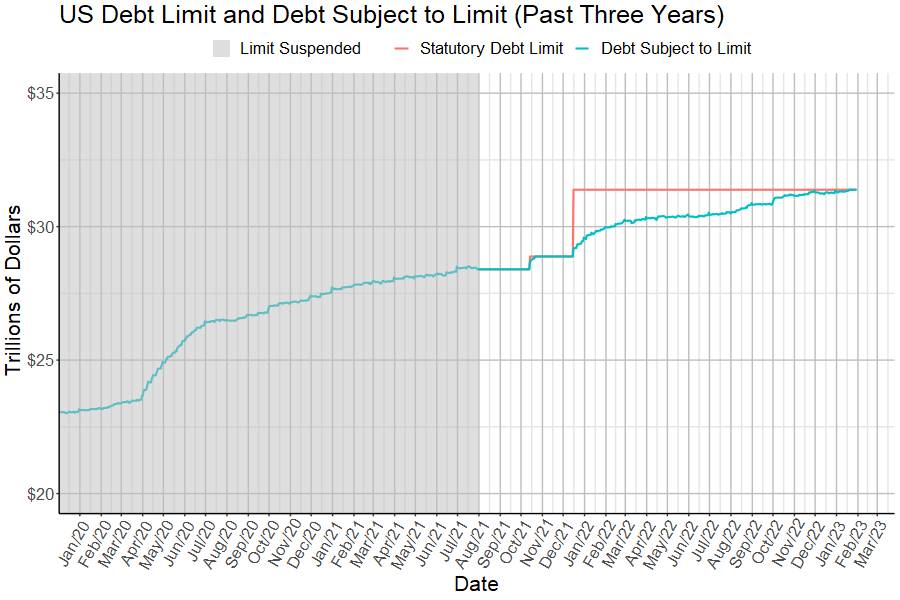 US Debt Limit and Debt Subject to Limit (Past Three Years)
Limit Suspended Statutory Debt Limit Debt Subject to Limit
Trillions of Dollars
$35
$30
$25
$20
Jan/20 Feb/20 Mar/20 Apr/20 May/20 Jun/20 Jul/20 Aug/20 Sep/20 Oct/20 Nov/20 Dec/20 Jan/21 Feb/21 Mar/21 Apr/21 May/21 Jun/21 Jul/21 Aug/21 Sep/21 Oct/21 Nov/21 Dec/21 Jan/22 Feb/22 Mar/22 Apr/22 May/22 Jun/22 Jul/22 Aug/22 Sep/22 Oct/22 Nov/22 Dec/22 Jan/23 Feb/23 Mar/23
Date